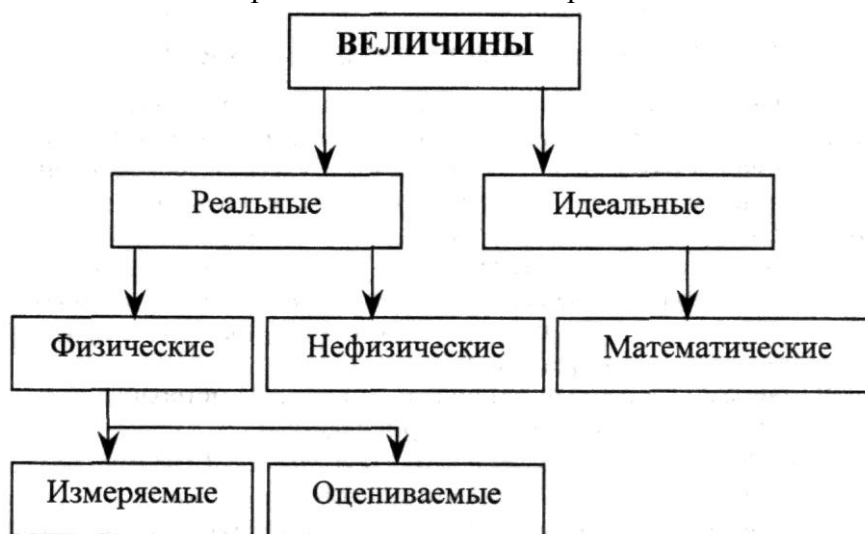 ВЕЛИЧИНЫ
Реальные
Идеальные
Физические
Нефизические
Математические
Измеряемые
Оцениваемые